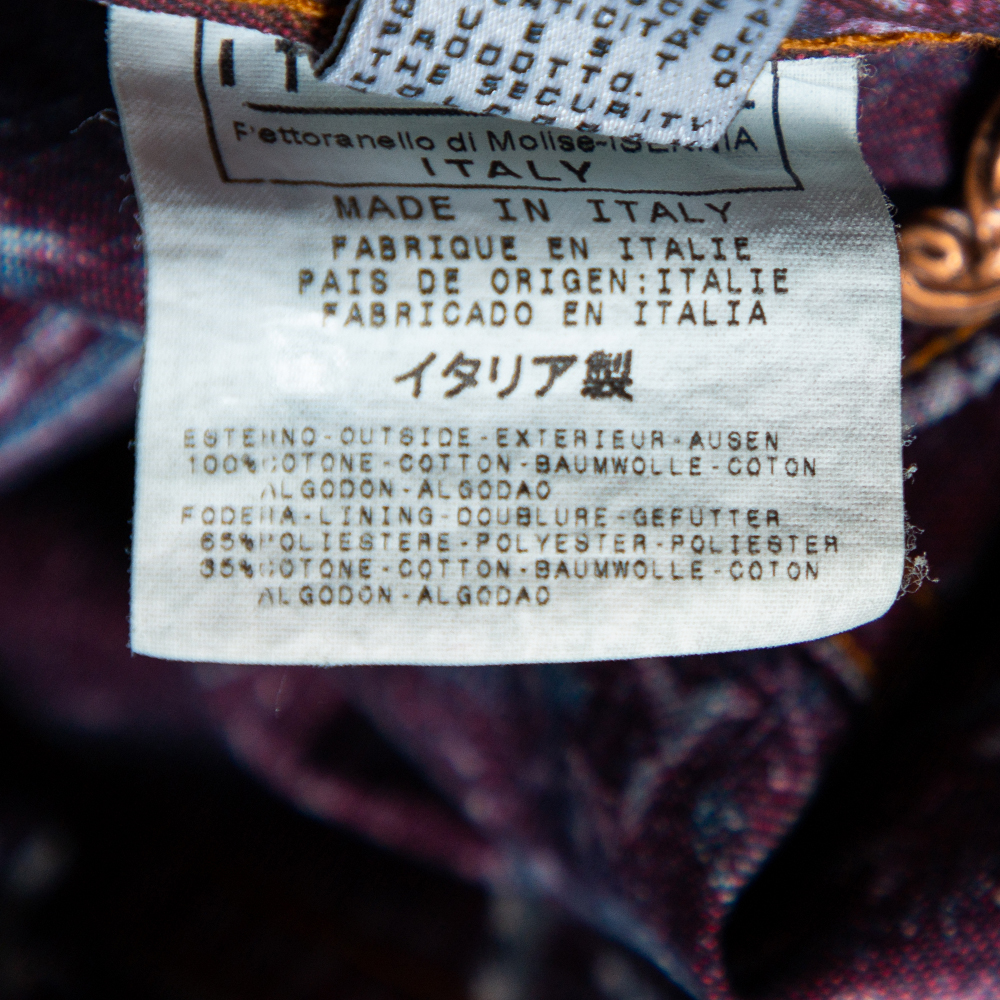 THE SECURITY
Pettoranello di Molise-ISERNIA
ITALY
MADE IN ITALY
FABRIQUE EN ITALIE
PAIS DE ORIGEN:ITALIE
FABRICADO EN ITALIA
イタリア製
ESTERNO-OUTSIDE-EXTERIEUR-AUSEN
100% COTONE-COTTON-BAUMWOLLE-COTON
ALGODON-ALGODAO
FODERA-LINING-DOUBLURE-GEFUTTER
65% POLIESTERE-POLYESTER-POLIESTER
35% COTONE-COTTON-BAUMWOLLE-COTON
ALGODON-ALGODAO